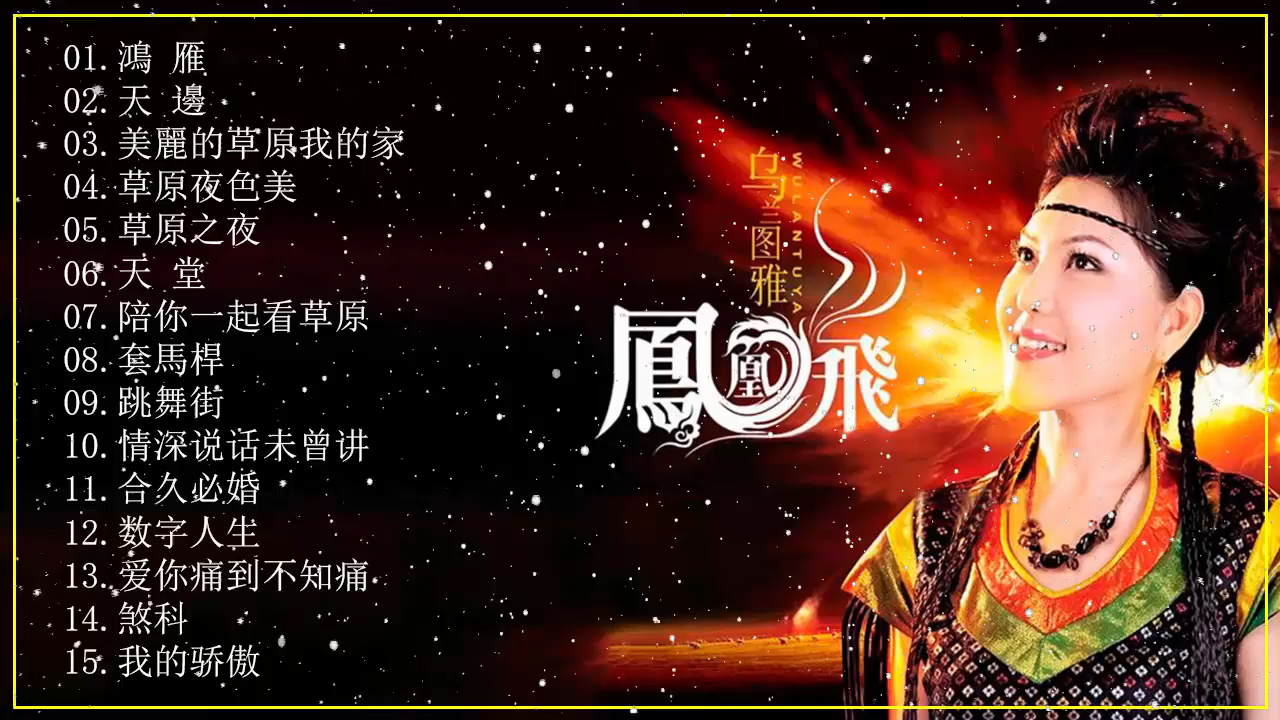 01. 鴻 雁
02. 天 邊
03. 美麗的草原我的家
04. 草原夜色美
05. 草原之夜
06. 天 堂
07. 陪你一起看草原
08. 套馬桿
09. 跳舞街
10. 情深说话未曾讲
11. 合久必婚
12. 数字人生
13. 爱你痛到不知痛
14. 煞科
15. 我的骄傲
乌兰图雅
WULANTUYA
鳳凰飛